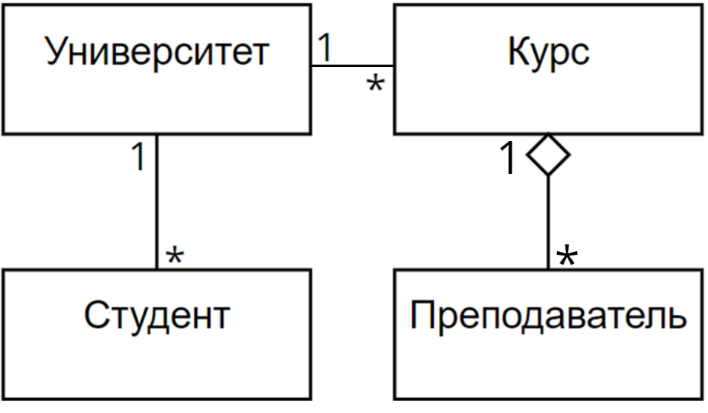 Университет
1
*
Курс
1
1
*
*
Студент
Преподаватель